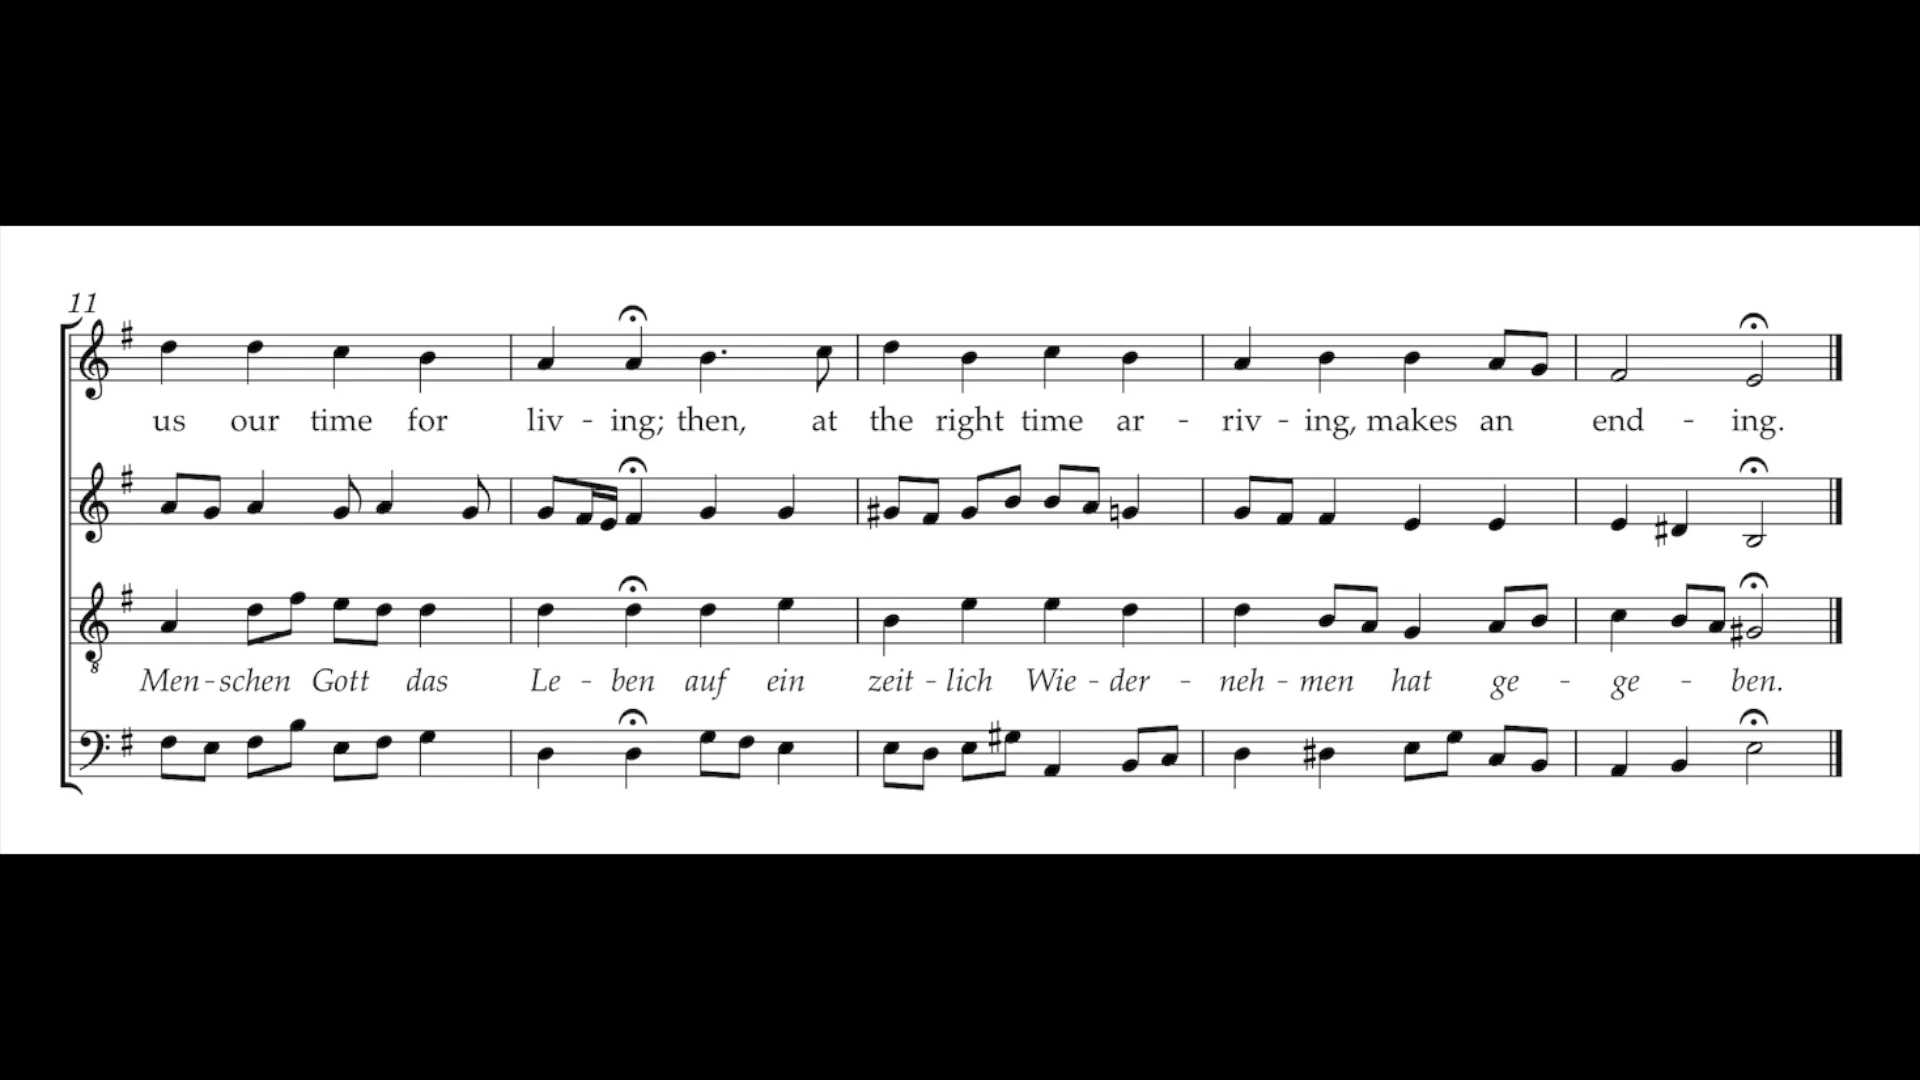 11
us our time for liv - ing; then, at the right time ar - riv - ing, makes an end - ing.
8
Men - schen Gott das Le - ben auf ein zeit - lich Wie - der - neh - men hat ge - ge - ben.